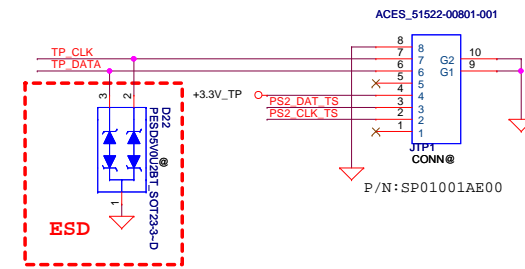 ACES_51522-00801-001
TP_CLK
TP_DATA
+3.3V_TP
PS2_DAT_TS
PS2_CLK_TS
8
7
6
5
4
3
2
1
8
7
6
5
4
3
2
1
G2
G1
10
9
JTP1
CONN@
P/N:SP01001AE00
3
2
1
D22
PESD5V0U2BT_SOT23-3~D
@
ESD